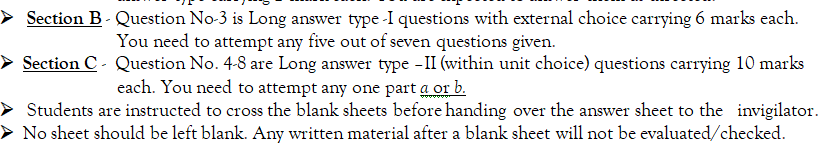 ➢ Section B - Question No-3 is Long answer type -I questions with external choice carrying 6 marks each.
You need to attempt any five out of seven questions given.
➢ Section C - Question No. 4-8 are Long answer type –II (within unit choice) questions carrying 10 marks
each. You need to attempt any one part a or b.
➢ Students are instructed to cross the blank sheets before handing over the answer sheet to the invigilator.
➢ No sheet should be left blank. Any written material after a blank sheet will not be evaluated/checked.